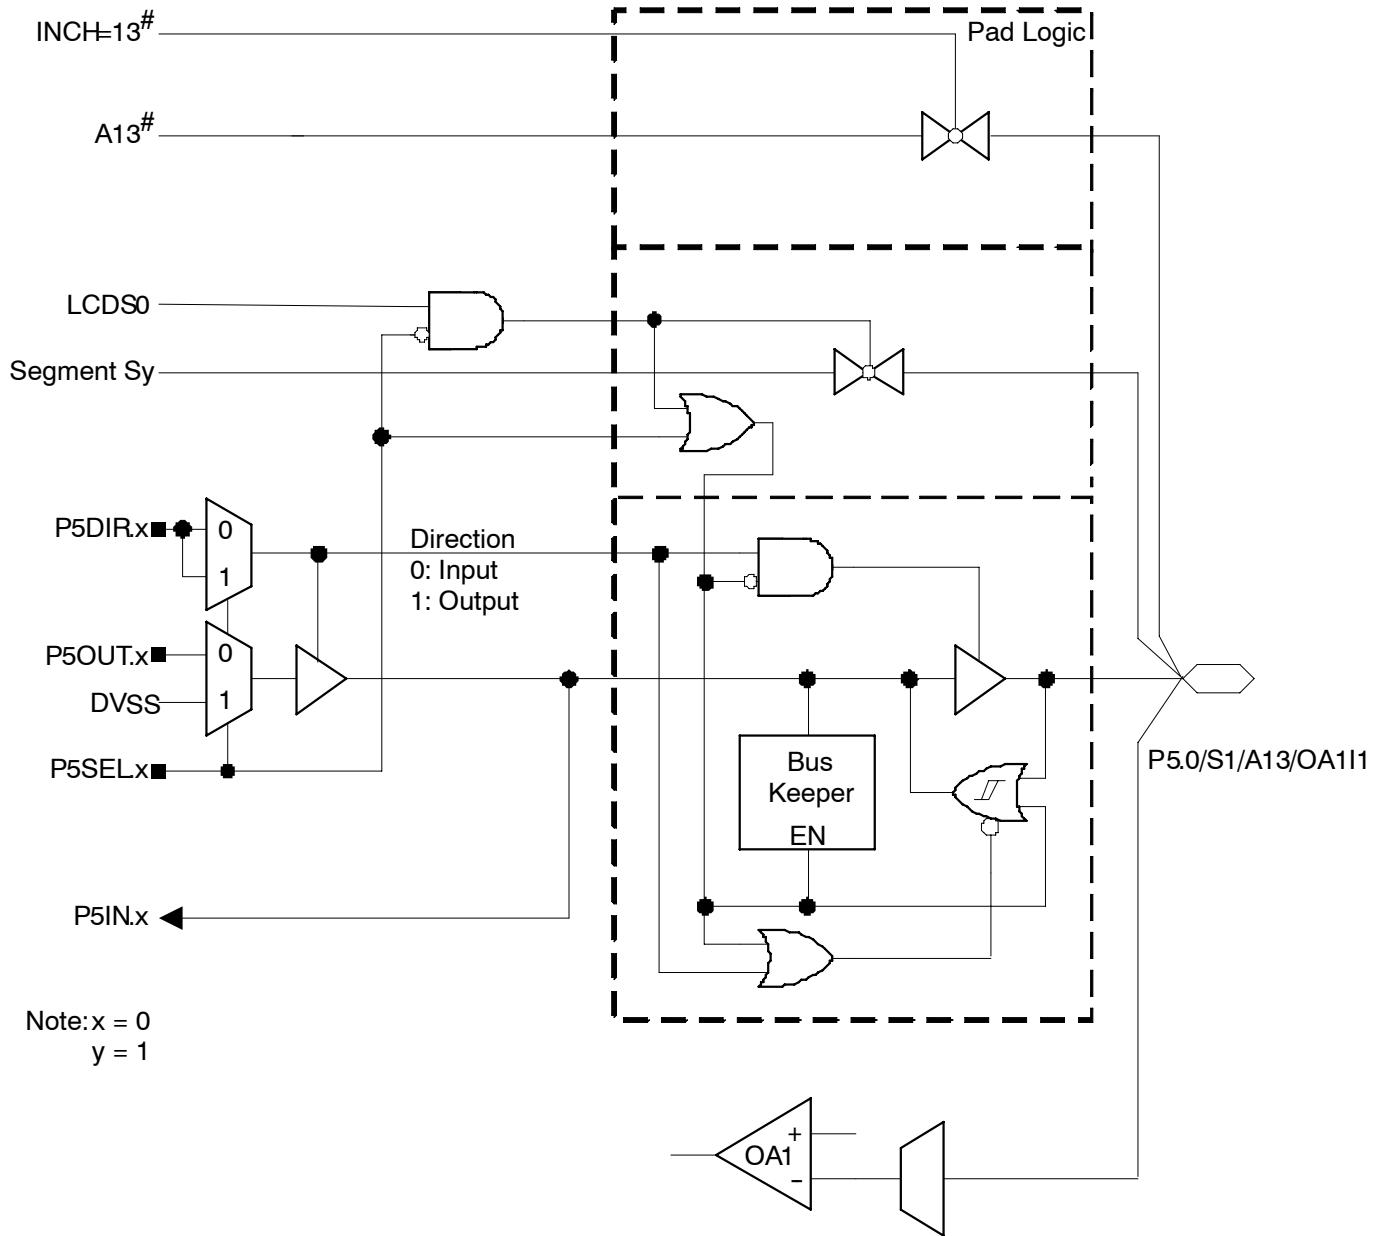 INCH=13#
Pad Logic
A13#
LCDS0
Segment Sy
P5DIR.x
0
1
Direction
0: Input
1: Output
P5OUT.x
0
DVSS
1
P5SEL.x
Bus
Keeper
EN
P5.0/S1/A13/OA1I1
P5IN.x
Note: x = 0
y = 1
+
OA1
−